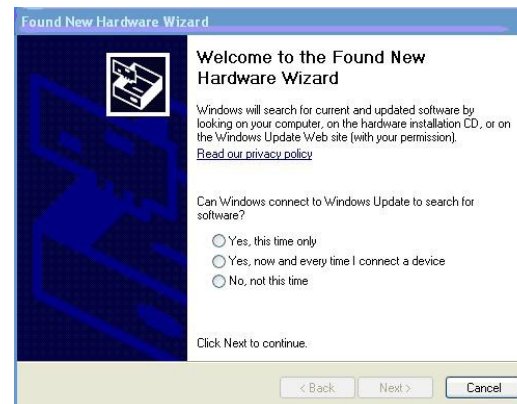 Found New Hardware Wizard
Welcome to the Found New
Hardware Wizard
Windows will search for current and updated software by
looking on your computer, on the hardware installation CD, or on
the Windows Update Web site (with your permission).
Read our privacy policy
Can Windows connect to Windows Update to search for
software?
Yes, this time only
Yes, now and every time I connect a device
No, not this time
Click Next to continue.
< Back Next > Cancel